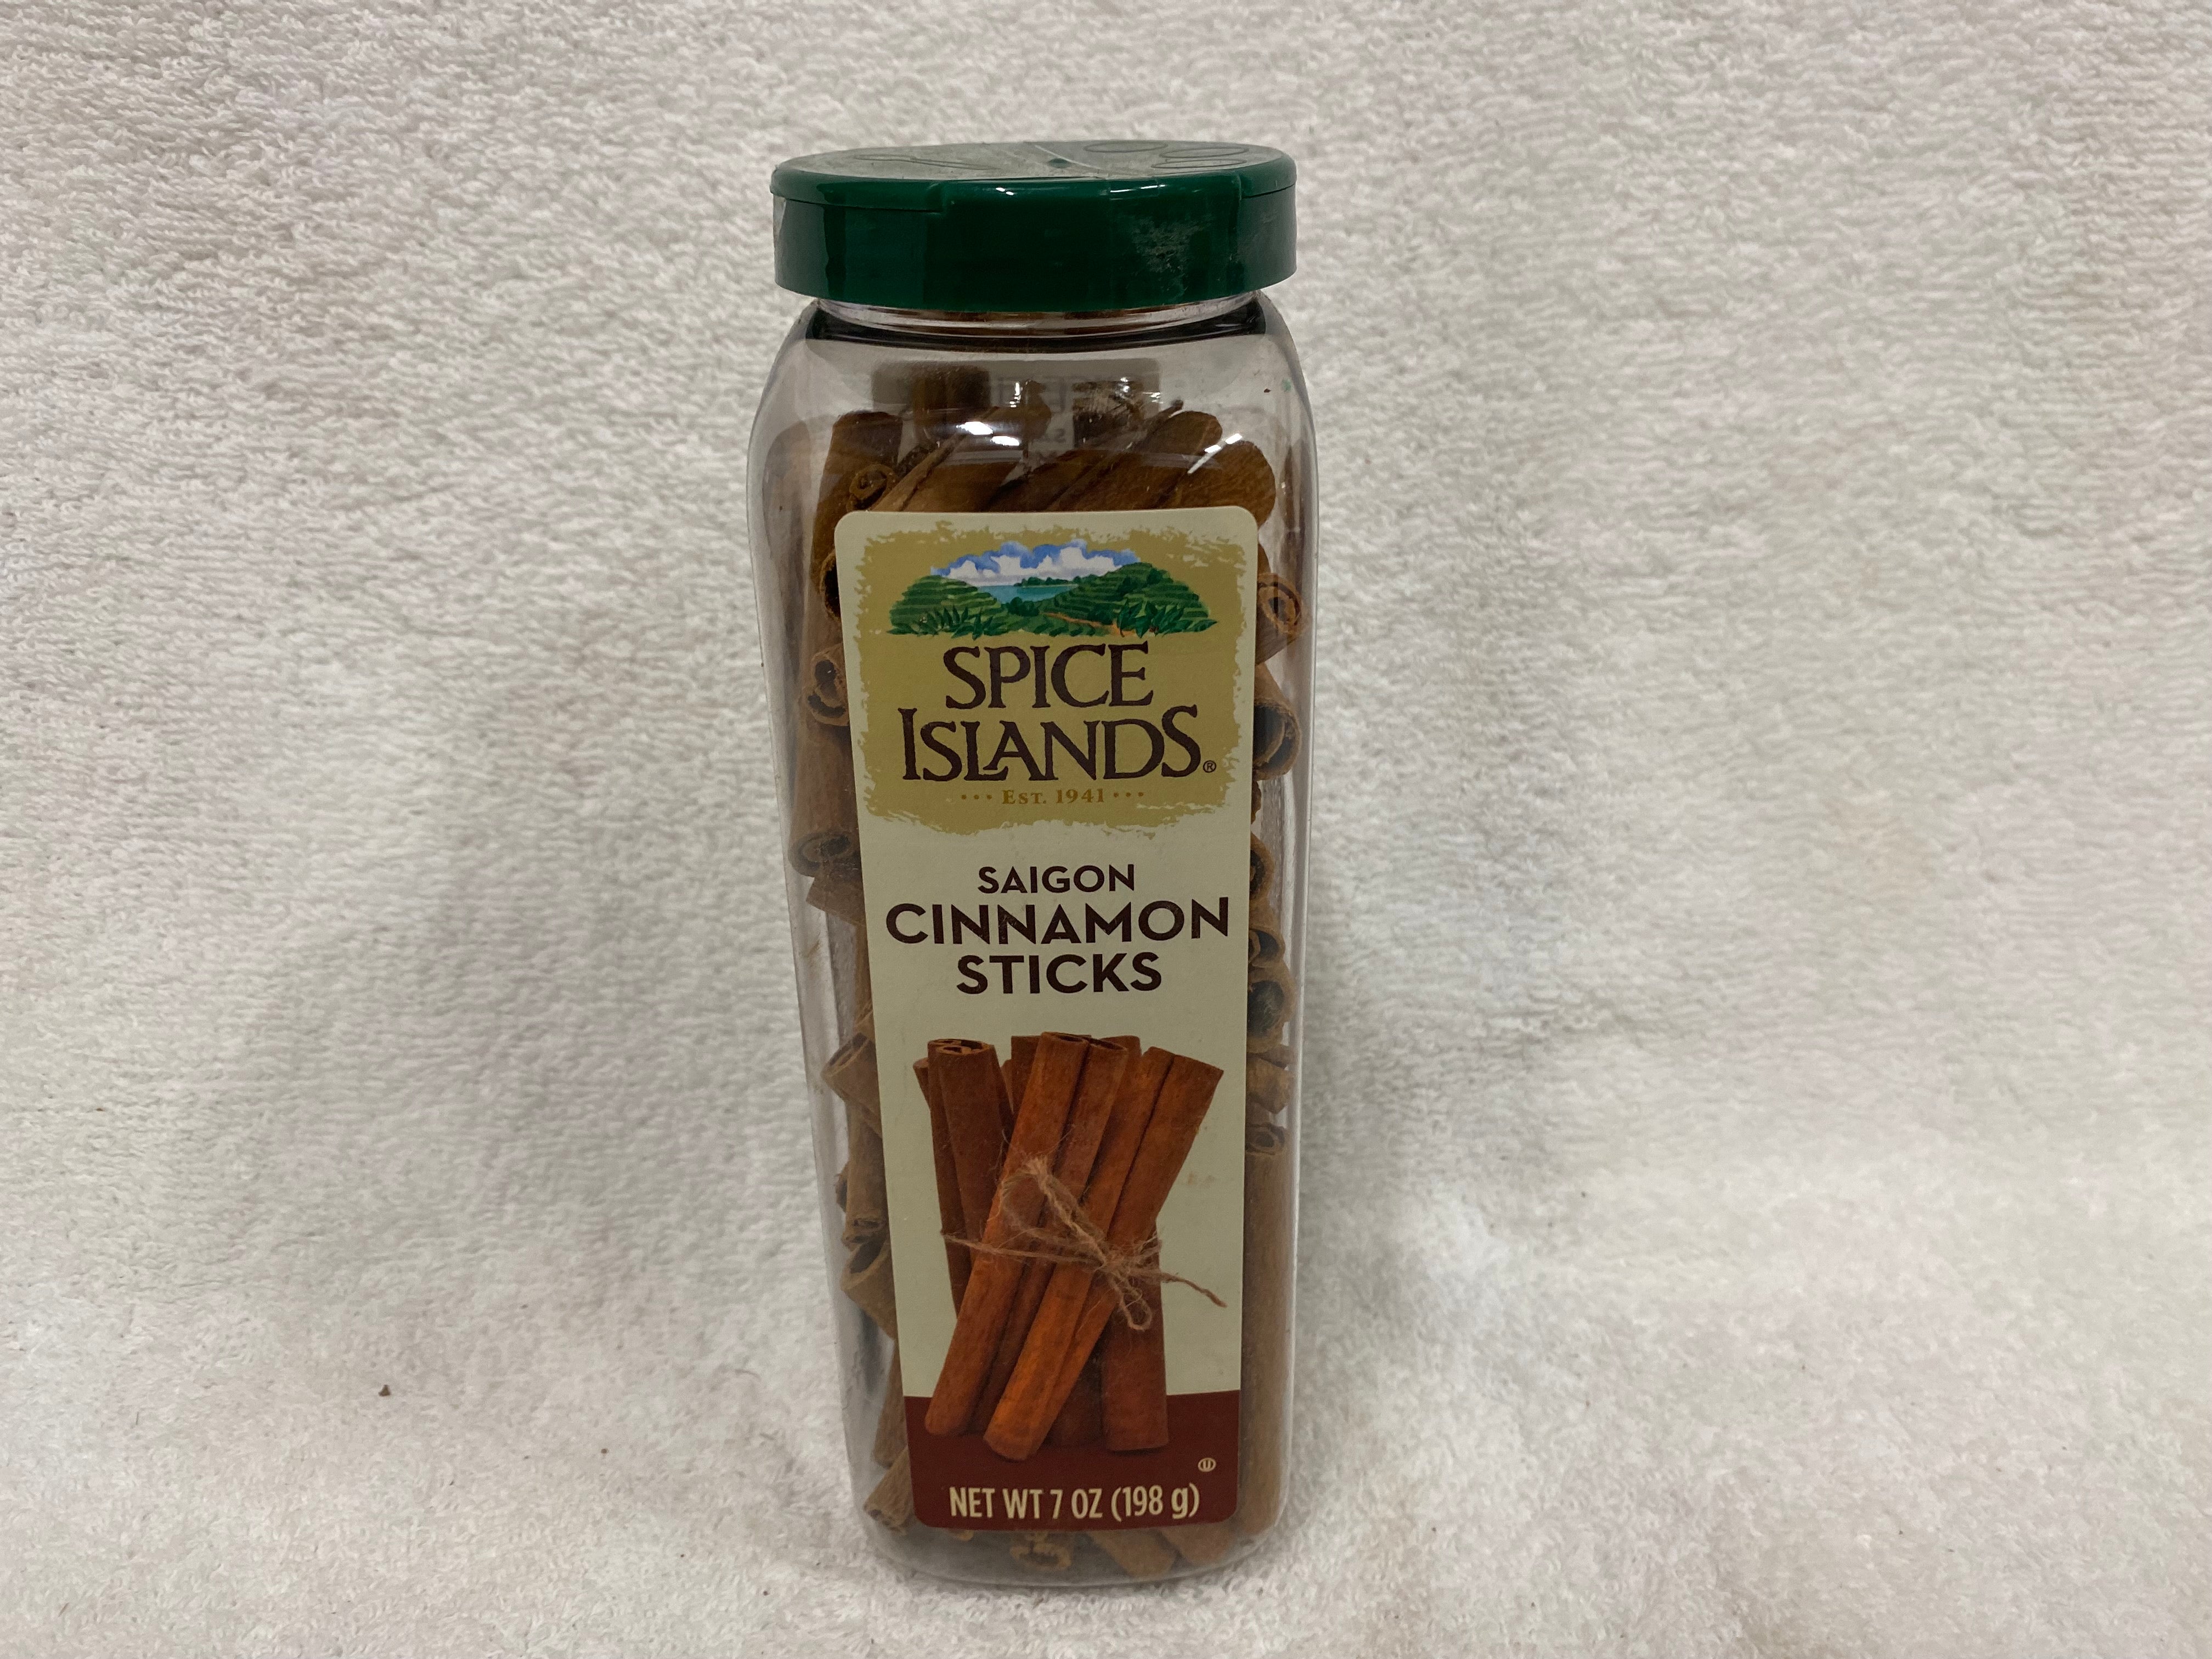 SPICE
ISLANDS®
··· EST. 1941 ···
SAIGON
CINNAMON
STICKS
U
NET WT 7 OZ (198 g)